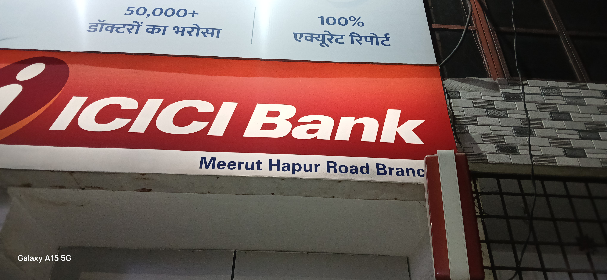 50,000+
डॉक्टरों का भरोसा
100%
एक्यूरेट रिपोर्ट
ICICI Bank
Meerut Hapur Road Branc
Galaxy A15 5G